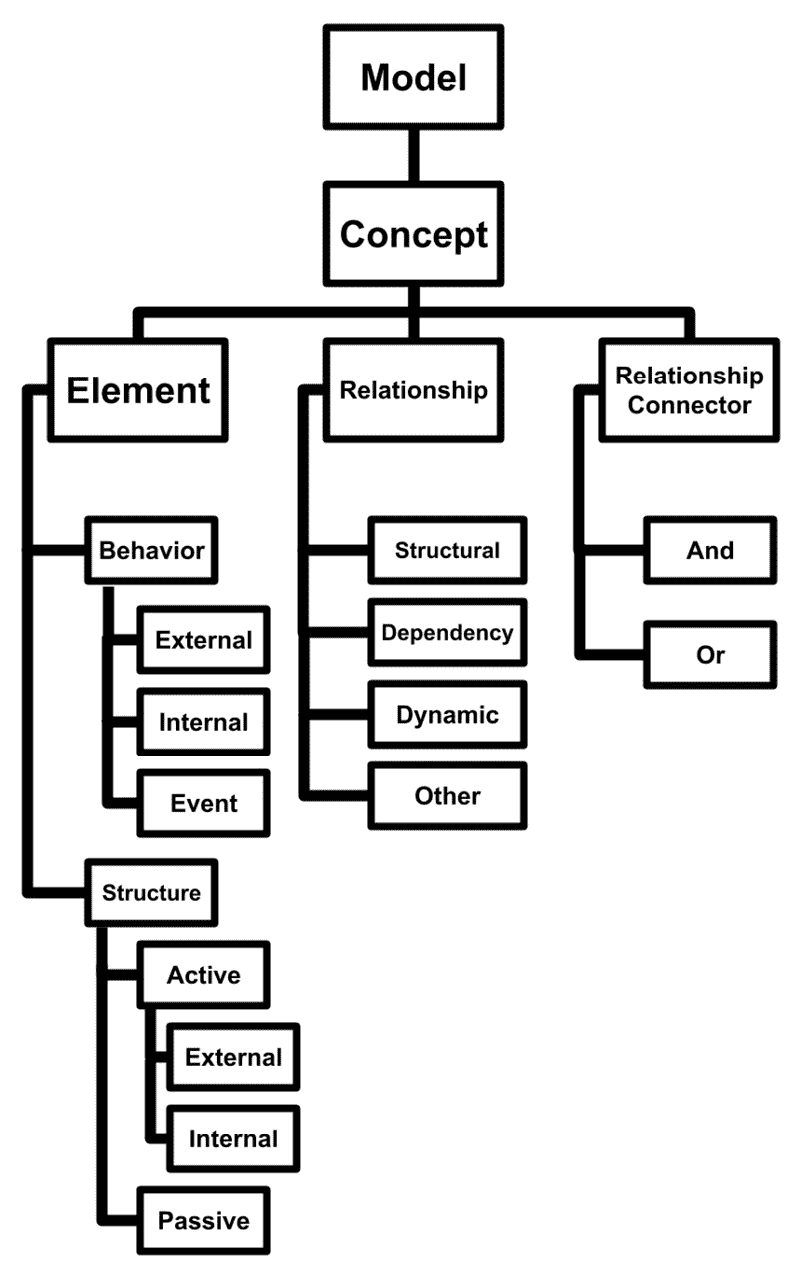 Model
Concept
Element
Relationship
Relationship
Connector
Behavior
External
Internal
Event
Structure
Active
External
Internal
Passive
Structural
Dependency
Dynamic
Other
And
Or